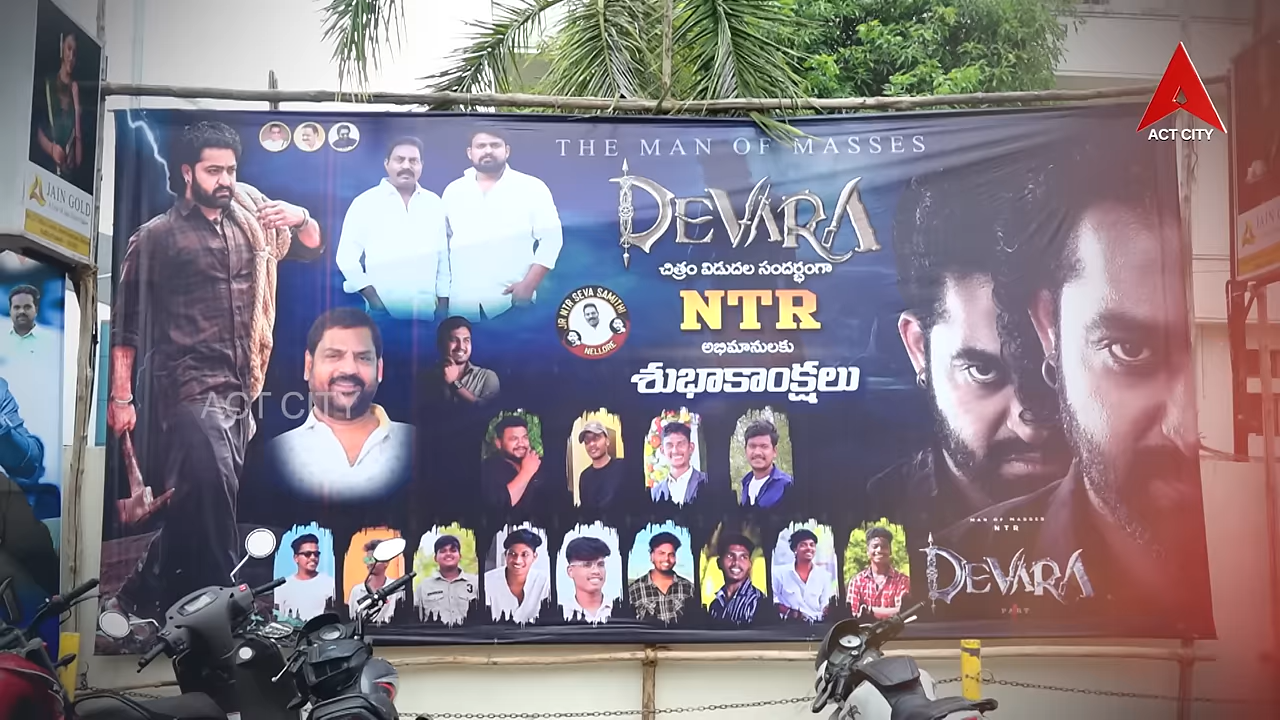 ACT CITY
THE MAN OF MASSES
DEVARA
చిత్రం విడుదల సందర్భంగా
NTR
అభిమానులకు
శుభాకాంక్షలు
JR NTR SEVA SAMITHI
NELLORE
JAIN GOLD
ACT CITY
MAN OF MASSES
NTR
DEVARA
PART